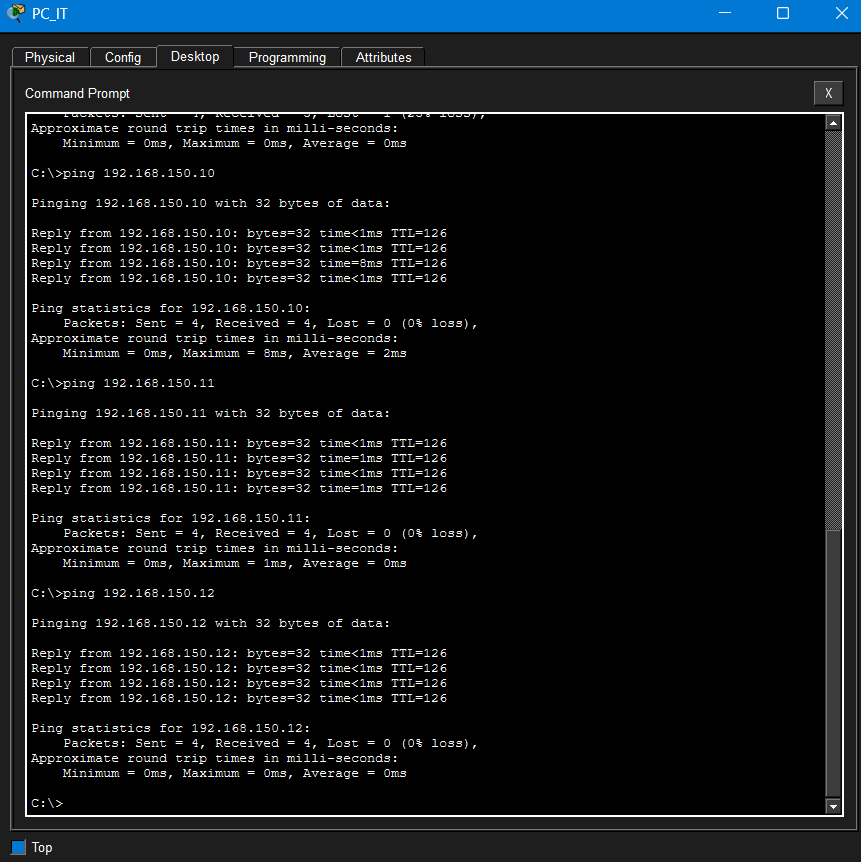 PC_IT
Physical Config Desktop Programming Attributes
Command Prompt
X
Packets: Sent = 4, Received = 3, Lost = 1 (25% loss),
Approximate round trip times in milli-seconds:
Minimum = 0ms, Maximum = 0ms, Average = 0ms
C:\>ping 192.168.150.10
Pinging 192.168.150.10 with 32 bytes of data:
Reply from 192.168.150.10: bytes=32 time<1ms TTL=126
Reply from 192.168.150.10: bytes=32 time<1ms TTL=126
Reply from 192.168.150.10: bytes=32 time=8ms TTL=126
Reply from 192.168.150.10: bytes=32 time<1ms TTL=126
Ping statistics for 192.168.150.10:
Packets: Sent = 4, Received = 4, Lost = 0 (0% loss),
Approximate round trip times in milli-seconds:
Minimum = 0ms, Maximum = 8ms, Average = 2ms
C:\>ping 192.168.150.11
Pinging 192.168.150.11 with 32 bytes of data:
Reply from 192.168.150.11: bytes=32 time<1ms TTL=126
Reply from 192.168.150.11: bytes=32 time=1ms TTL=126
Reply from 192.168.150.11: bytes=32 time<1ms TTL=126
Reply from 192.168.150.11: bytes=32 time=1ms TTL=126
Ping statistics for 192.168.150.11:
Packets: Sent = 4, Received = 4, Lost = 0 (0% loss),
Approximate round trip times in milli-seconds:
Minimum = 0ms, Maximum = 1ms, Average = 0ms
C:\>ping 192.168.150.12
Pinging 192.168.150.12 with 32 bytes of data:
Reply from 192.168.150.12: bytes=32 time<1ms TTL=126
Reply from 192.168.150.12: bytes=32 time<1ms TTL=126
Reply from 192.168.150.12: bytes=32 time<1ms TTL=126
Reply from 192.168.150.12: bytes=32 time<1ms TTL=126
Ping statistics for 192.168.150.12:
Packets: Sent = 4, Received = 4, Lost = 0 (0% loss),
Approximate round trip times in milli-seconds:
Minimum = 0ms, Maximum = 0ms, Average = 0ms
C:\>
Top